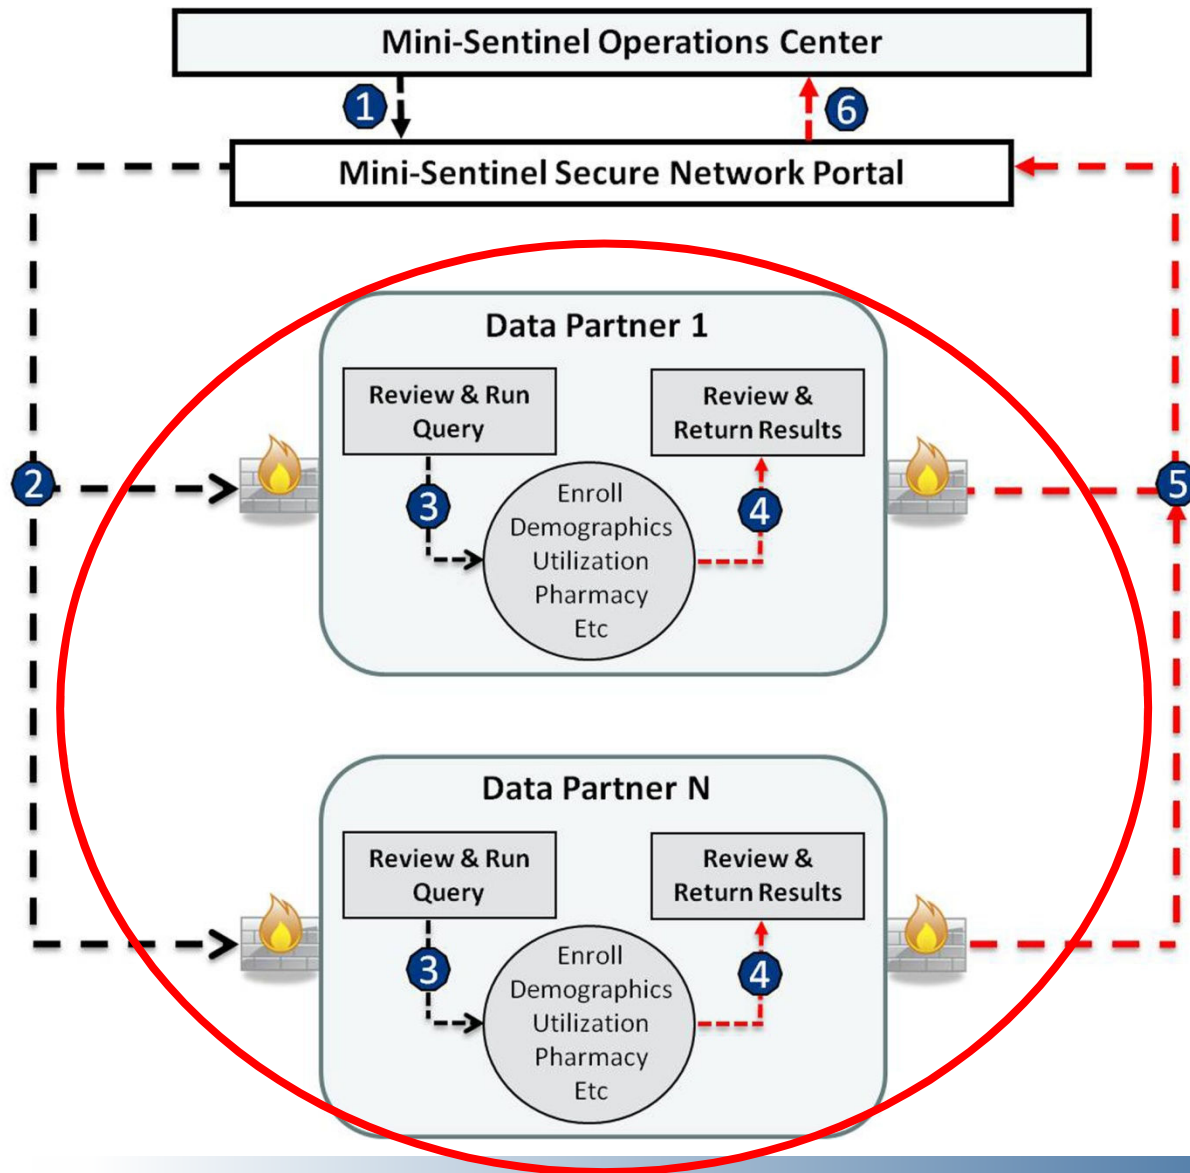 Mini-Sentinel Operations Center
1
6
Mini-Sentinel Secure Network Portal
Data Partner 1
Review & Run
Query
Review &
Return Results
2
3
4
5
Enroll
Demographics
Utilization
Pharmacy
Etc
Data Partner N
Review & Run
Query
Review &
Return Results
3
4
Enroll
Demographics
Utilization
Pharmacy
Etc